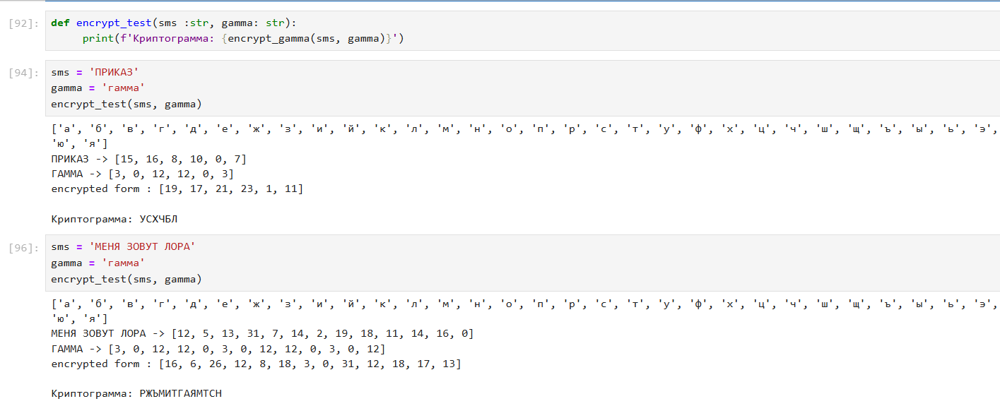 [92]: def encrypt_test(sms :str, gamma: str):
print(f'Криптограмма: {encrypt_gamma(sms, gamma)}')
[94]: sms = 'ПРИКАЗ'
gamma = 'гамма'
encrypt_test(sms, gamma)
['а', 'б', 'в', 'г', 'д', 'е', 'ж', 'з', 'и', 'й', 'к', 'л', 'м', 'н', 'о', 'п', 'р', 'с', 'т', 'у', 'ф', 'х', 'ц', 'ч', 'ш', 'щ', 'ъ', 'ы', 'ь', 'э',
'ю', 'я']
ПРИКАЗ -> [15, 16, 8, 10, 0, 7]
ГАММА -> [3, 0, 12, 12, 0, 3]
encrypted form : [19, 17, 21, 23, 1, 11]
Криптограмма: УСХЧБЛ
[96]: sms = 'МЕНЯ ЗОВУТ ЛОРА'
gamma = 'гамма'
encrypt_test(sms, gamma)
['а', 'б', 'в', 'г', 'д', 'е', 'ж', 'з', 'и', 'й', 'к', 'л', 'м', 'н', 'о', 'п', 'р', 'с', 'т', 'у', 'ф', 'х', 'ц', 'ч', 'ш', 'щ', 'ъ', 'ы', 'ь', 'э',
'ю', 'я']
МЕНЯ ЗОВУТ ЛОРА -> [12, 5, 13, 31, 7, 14, 2, 19, 18, 11, 14, 16, 0]
ГАММА -> [3, 0, 12, 12, 0, 3, 0, 12, 12, 0, 3, 0, 12]
encrypted form : [16, 6, 26, 12, 8, 18, 3, 0, 31, 12, 18, 17, 13]
Криптограмма: РЖЪМИТГАЯМТСН